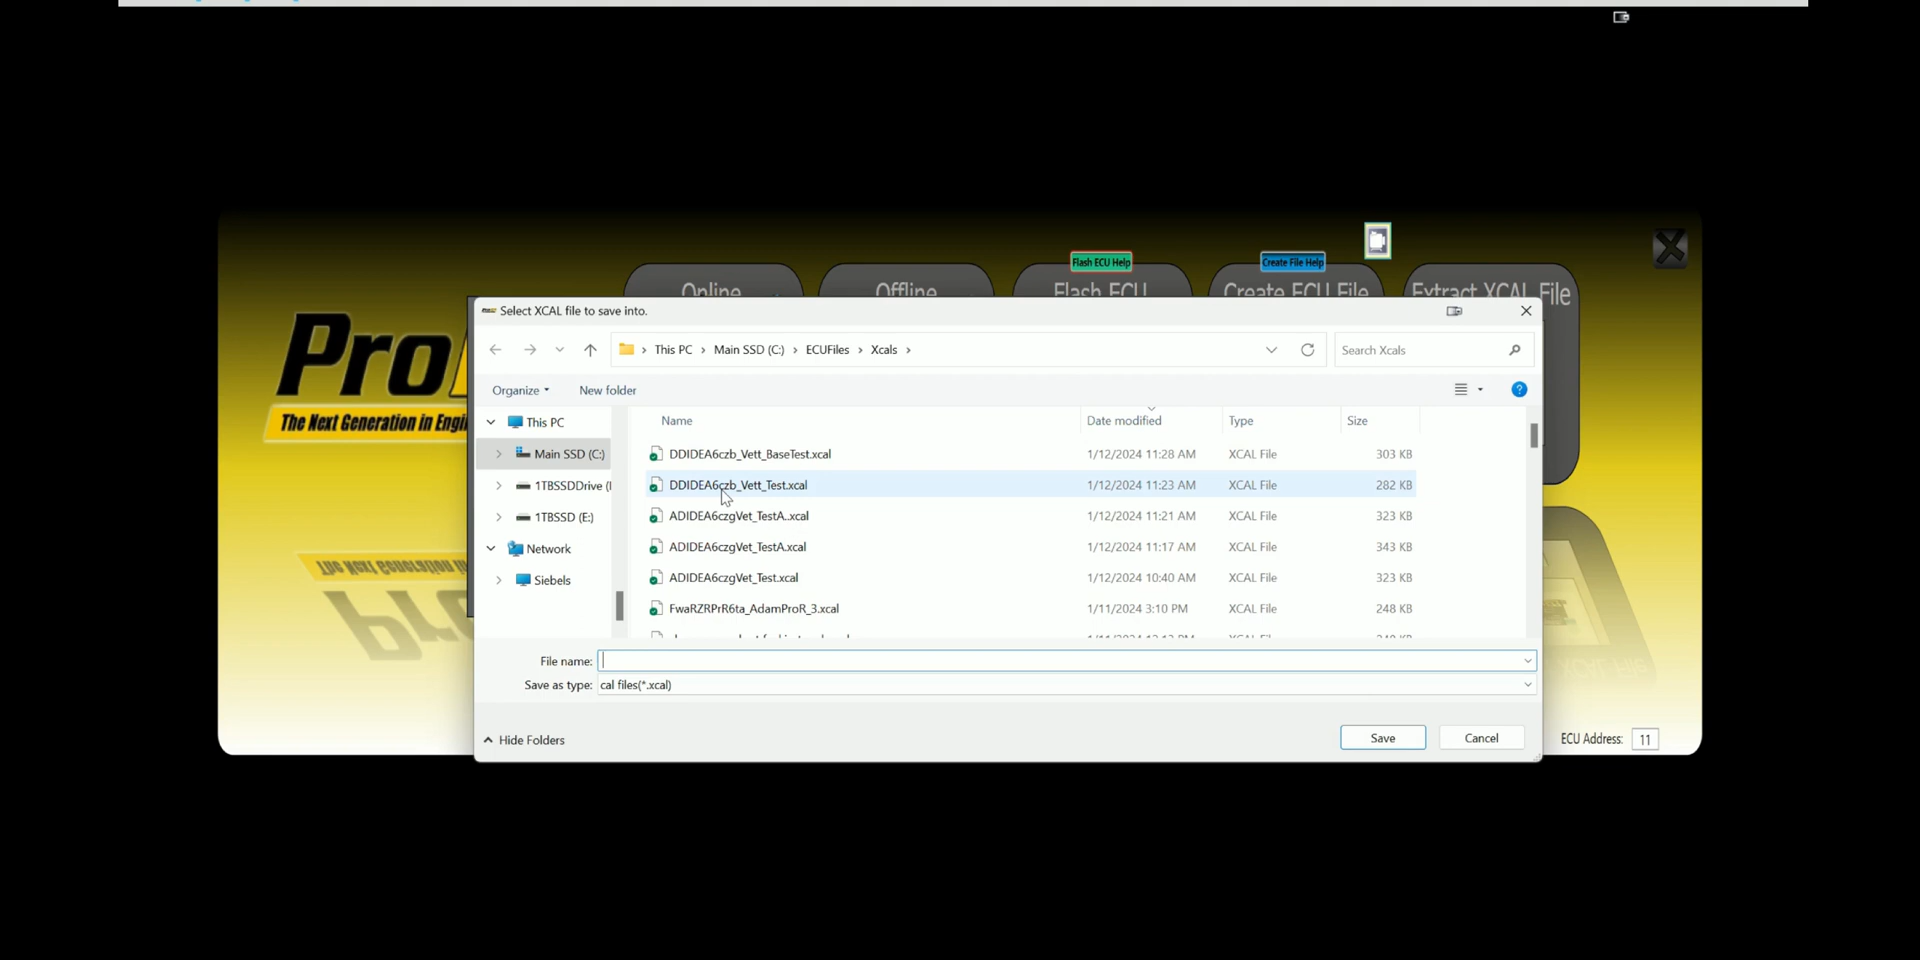 Flash ECU Help
Create File Help
Online
Offline
Flash ECU
Create ECU File
Extract XCAL File
Pro
The Next Generation in
Select XCAL file to save into.
This PC > Main SSD (C:) > ECUFiles > Xcals >
Search Xcals
Organize
New folder
This PC
Main SSD (C:)
1TBSSDDrive (
1TBSSD (E:)
Network
Siebels
Name Date modified Type Size
DDIDEA6czb_Vett_BaseTest.xcal 1/12/2024 11:28 AM XCAL File 303 KB
DDIDEA6czb_Vett_Test.xcal 1/12/2024 11:23 AM XCAL File 282 KB
ADIDEA6czgVet_TestA..xcal 1/12/2024 11:21 AM XCAL File 323 KB
ADIDEA6czgVet_TestA.xcal 1/12/2024 11:17 AM XCAL File 343 KB
ADIDEA6czgVet_Test.xcal 1/12/2024 10:40 AM XCAL File 323 KB
FwaRZRPrR6ta_AdamProR_3.xcal 1/11/2024 3:10 PM XCAL File 248 KB
File name:
Save as type: cal files(*.xcal)
Hide Folders
Save
Cancel
ECU Address: 11